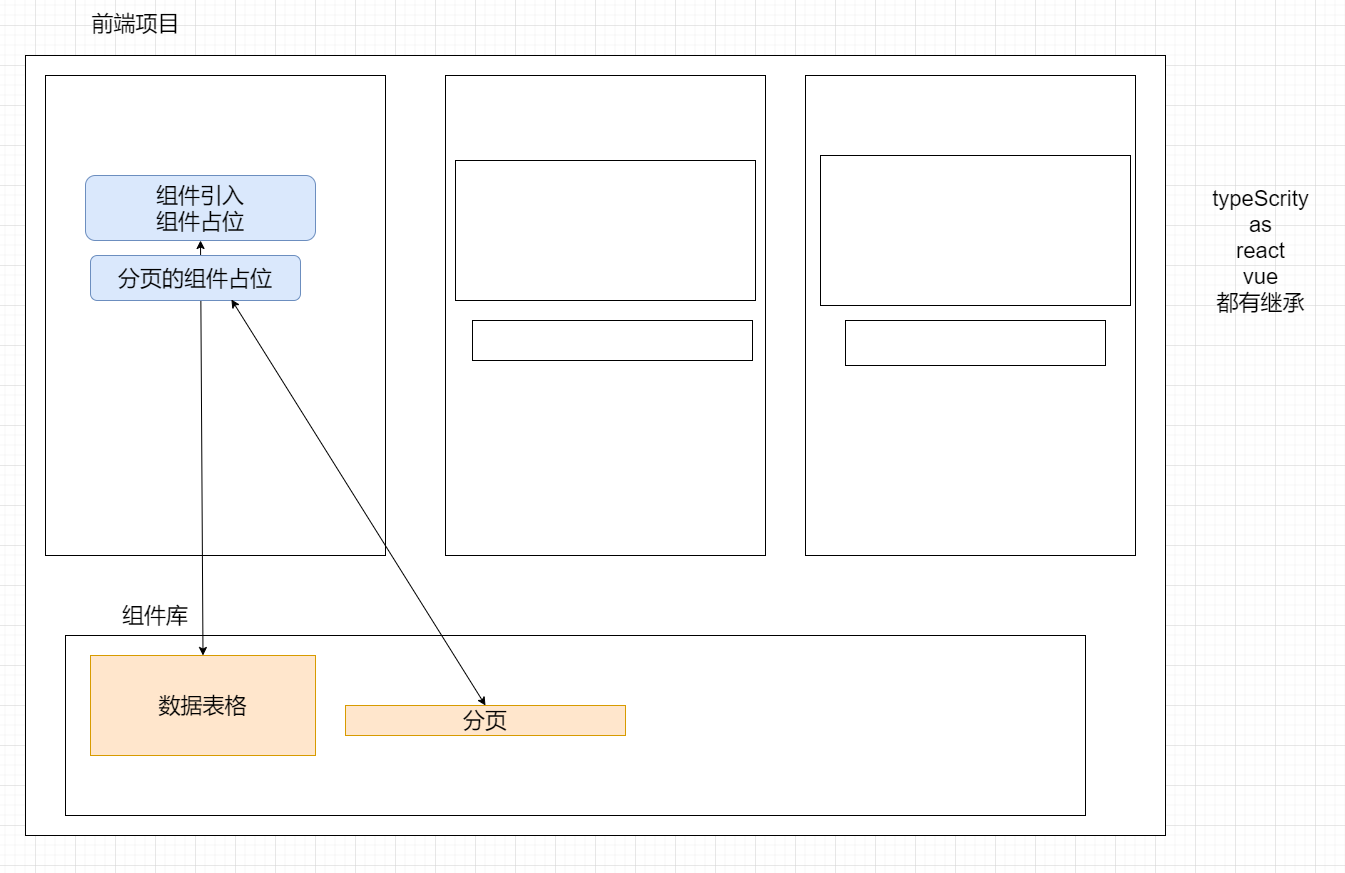 前端项目
组件引入
组件占位
分页的组件占位
typeScrity
as
react
vue
都有继承
组件库
数据表格
分页